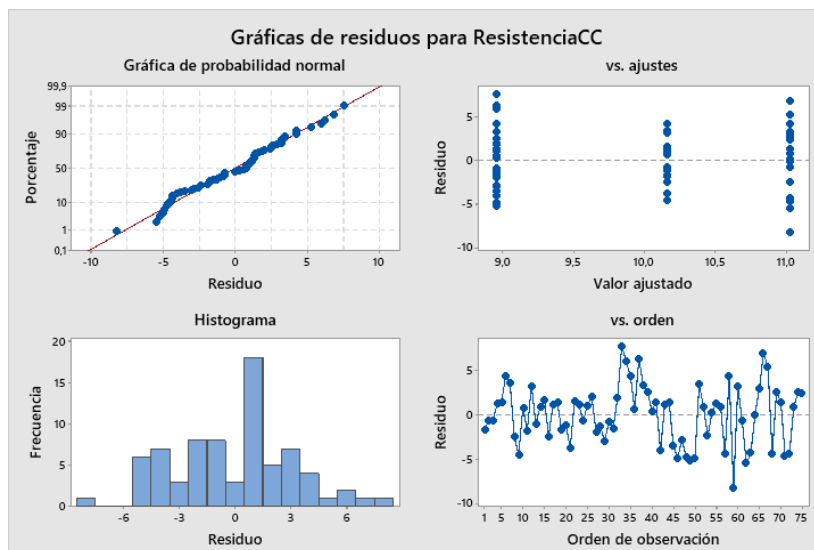 Gráficas de residuos para ResistenciaCC
Gráfica de probabilidad normal
99,9
99
90
50
10
1
0,1
Porcentaje
-10 -5 0 5 10
Residuo
vs. ajustes
5
0
-5
-10
Residuo
9,0 9,5 10,0 10,5 11,0
Valor ajustado
Histograma
20
15
10
5
0
Frecuencia
-6 -3 0 3 6
Residuo
vs. orden
5
0
-5
-10
Residuo
1 5 10 15 20 25 30 35 40 45 50 55 60 65 70 75
Orden de observación